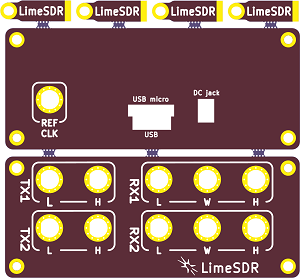 LimeSDR LimeSDR LimeSDR LimeSDR
REF
CLK
USB micro
USB
DC jack
TX1 L H RX1 L W H
TX2 L H RX2 L W H
LimeSDR